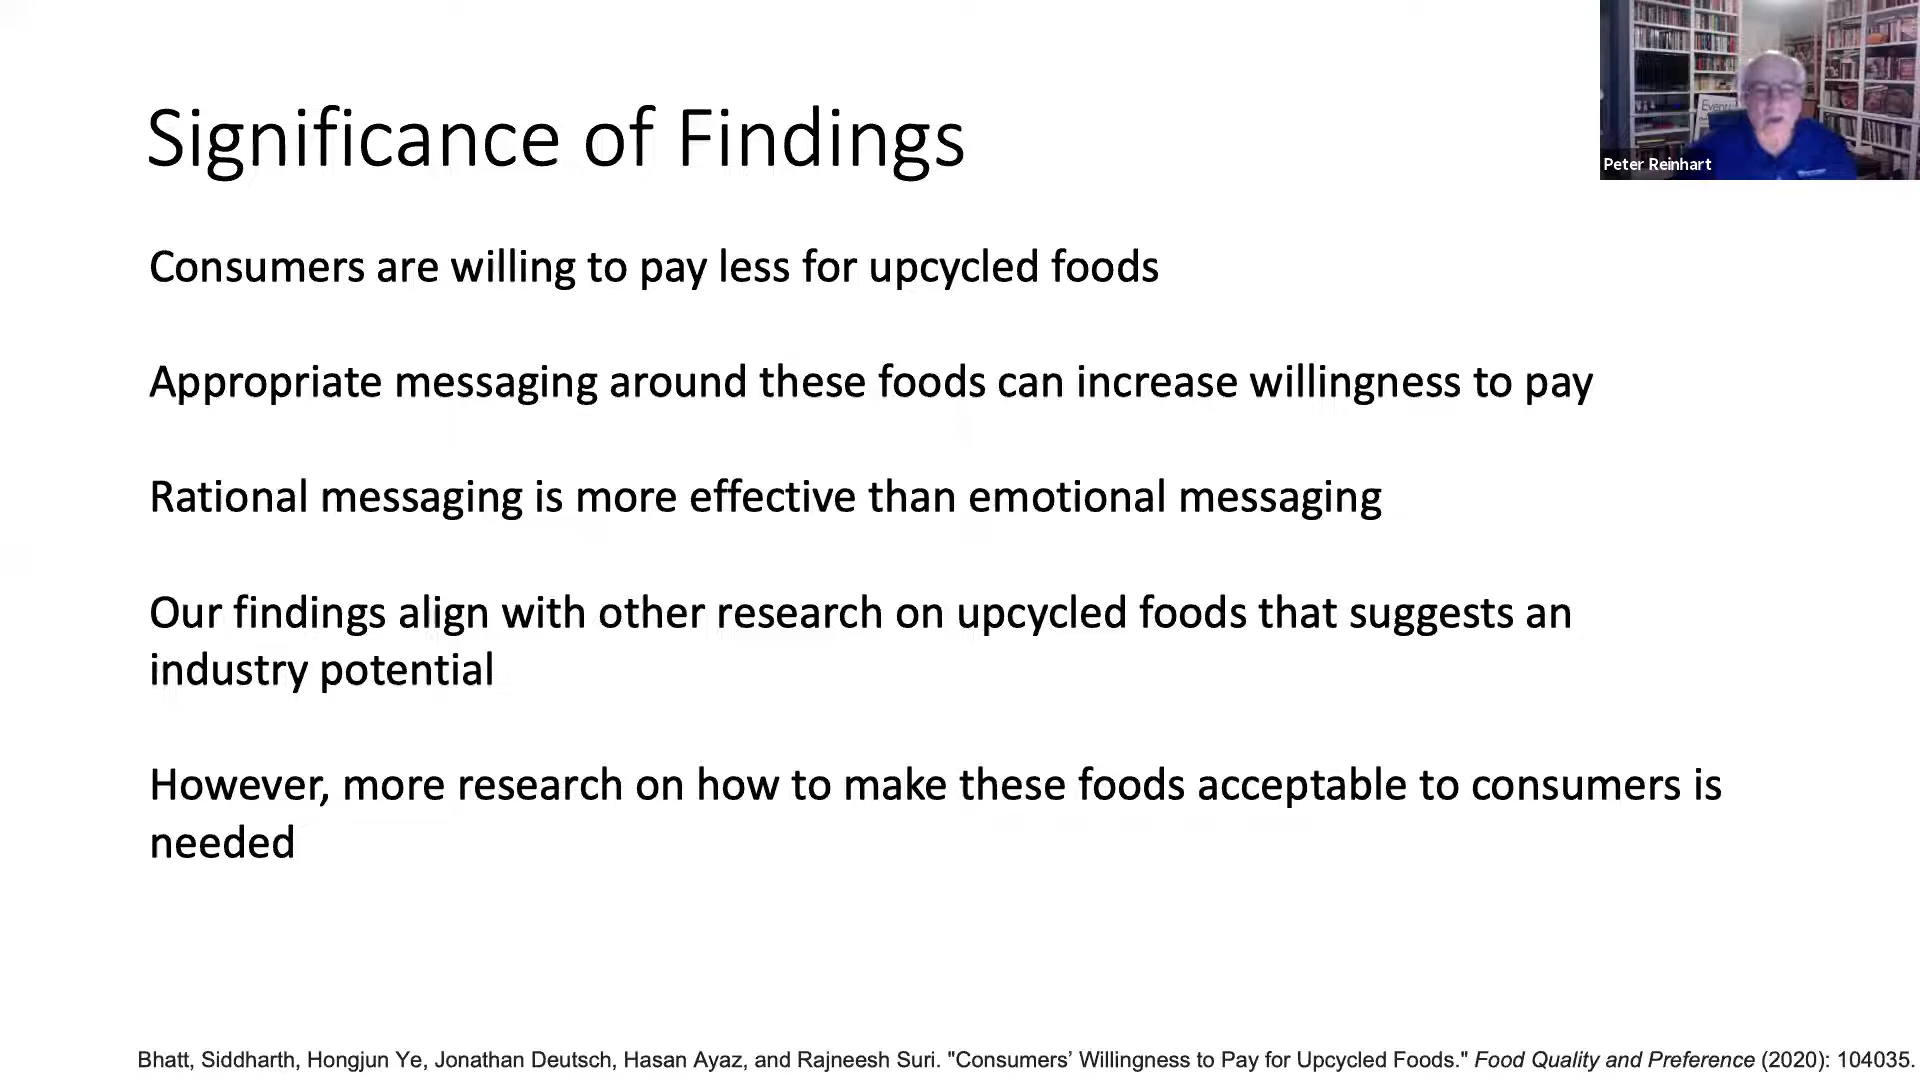 Significance of Findings
Peter Reinhart
Consumers are willing to pay less for upcycled foods
Appropriate messaging around these foods can increase willingness to pay
Rational messaging is more effective than emotional messaging
Our findings align with other research on upcycled foods that suggests an
industry potential
However, more research on how to make these foods acceptable to consumers is
needed
Bhatt, Siddharth, Hongjun Ye, Jonathan Deutsch, Hasan Ayaz, and Rajneesh Suri. "Consumers’ Willingness to Pay for Upcycled Foods." Food Quality and Preference (2020): 104035.